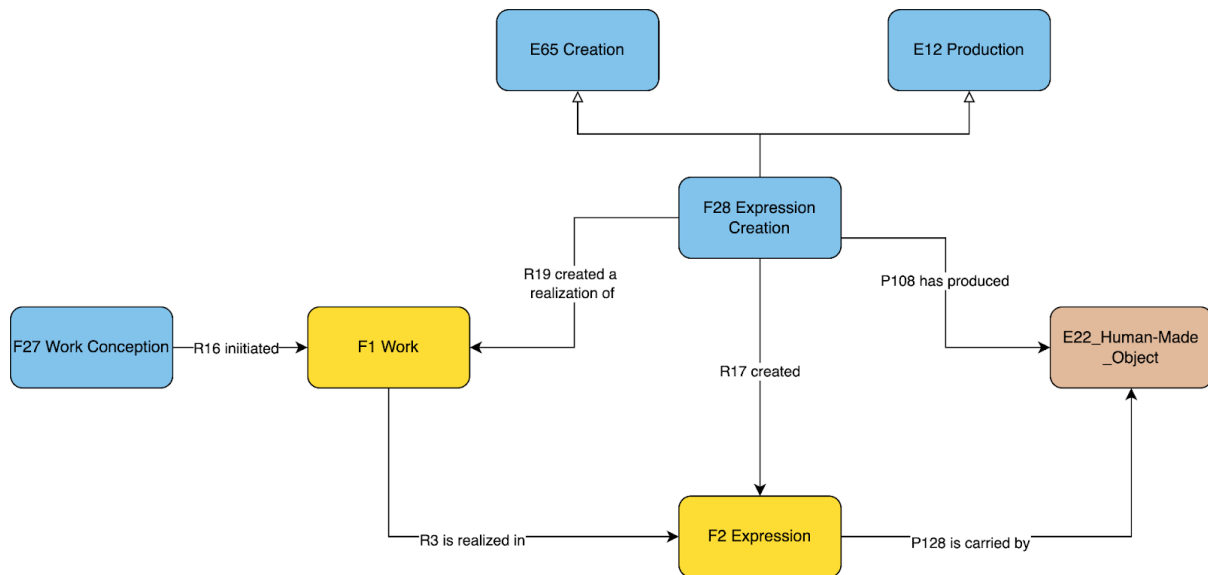 E65 Creation
E12 Production
F28 Expression
Creation
R19 created a
realization of
P108 has produced
F27 Work Conception
R16 iniitiated
F1 Work
E22_Human-Made
_Object
R17 created
R3 is realized in
F2 Expression
P128 is carried by